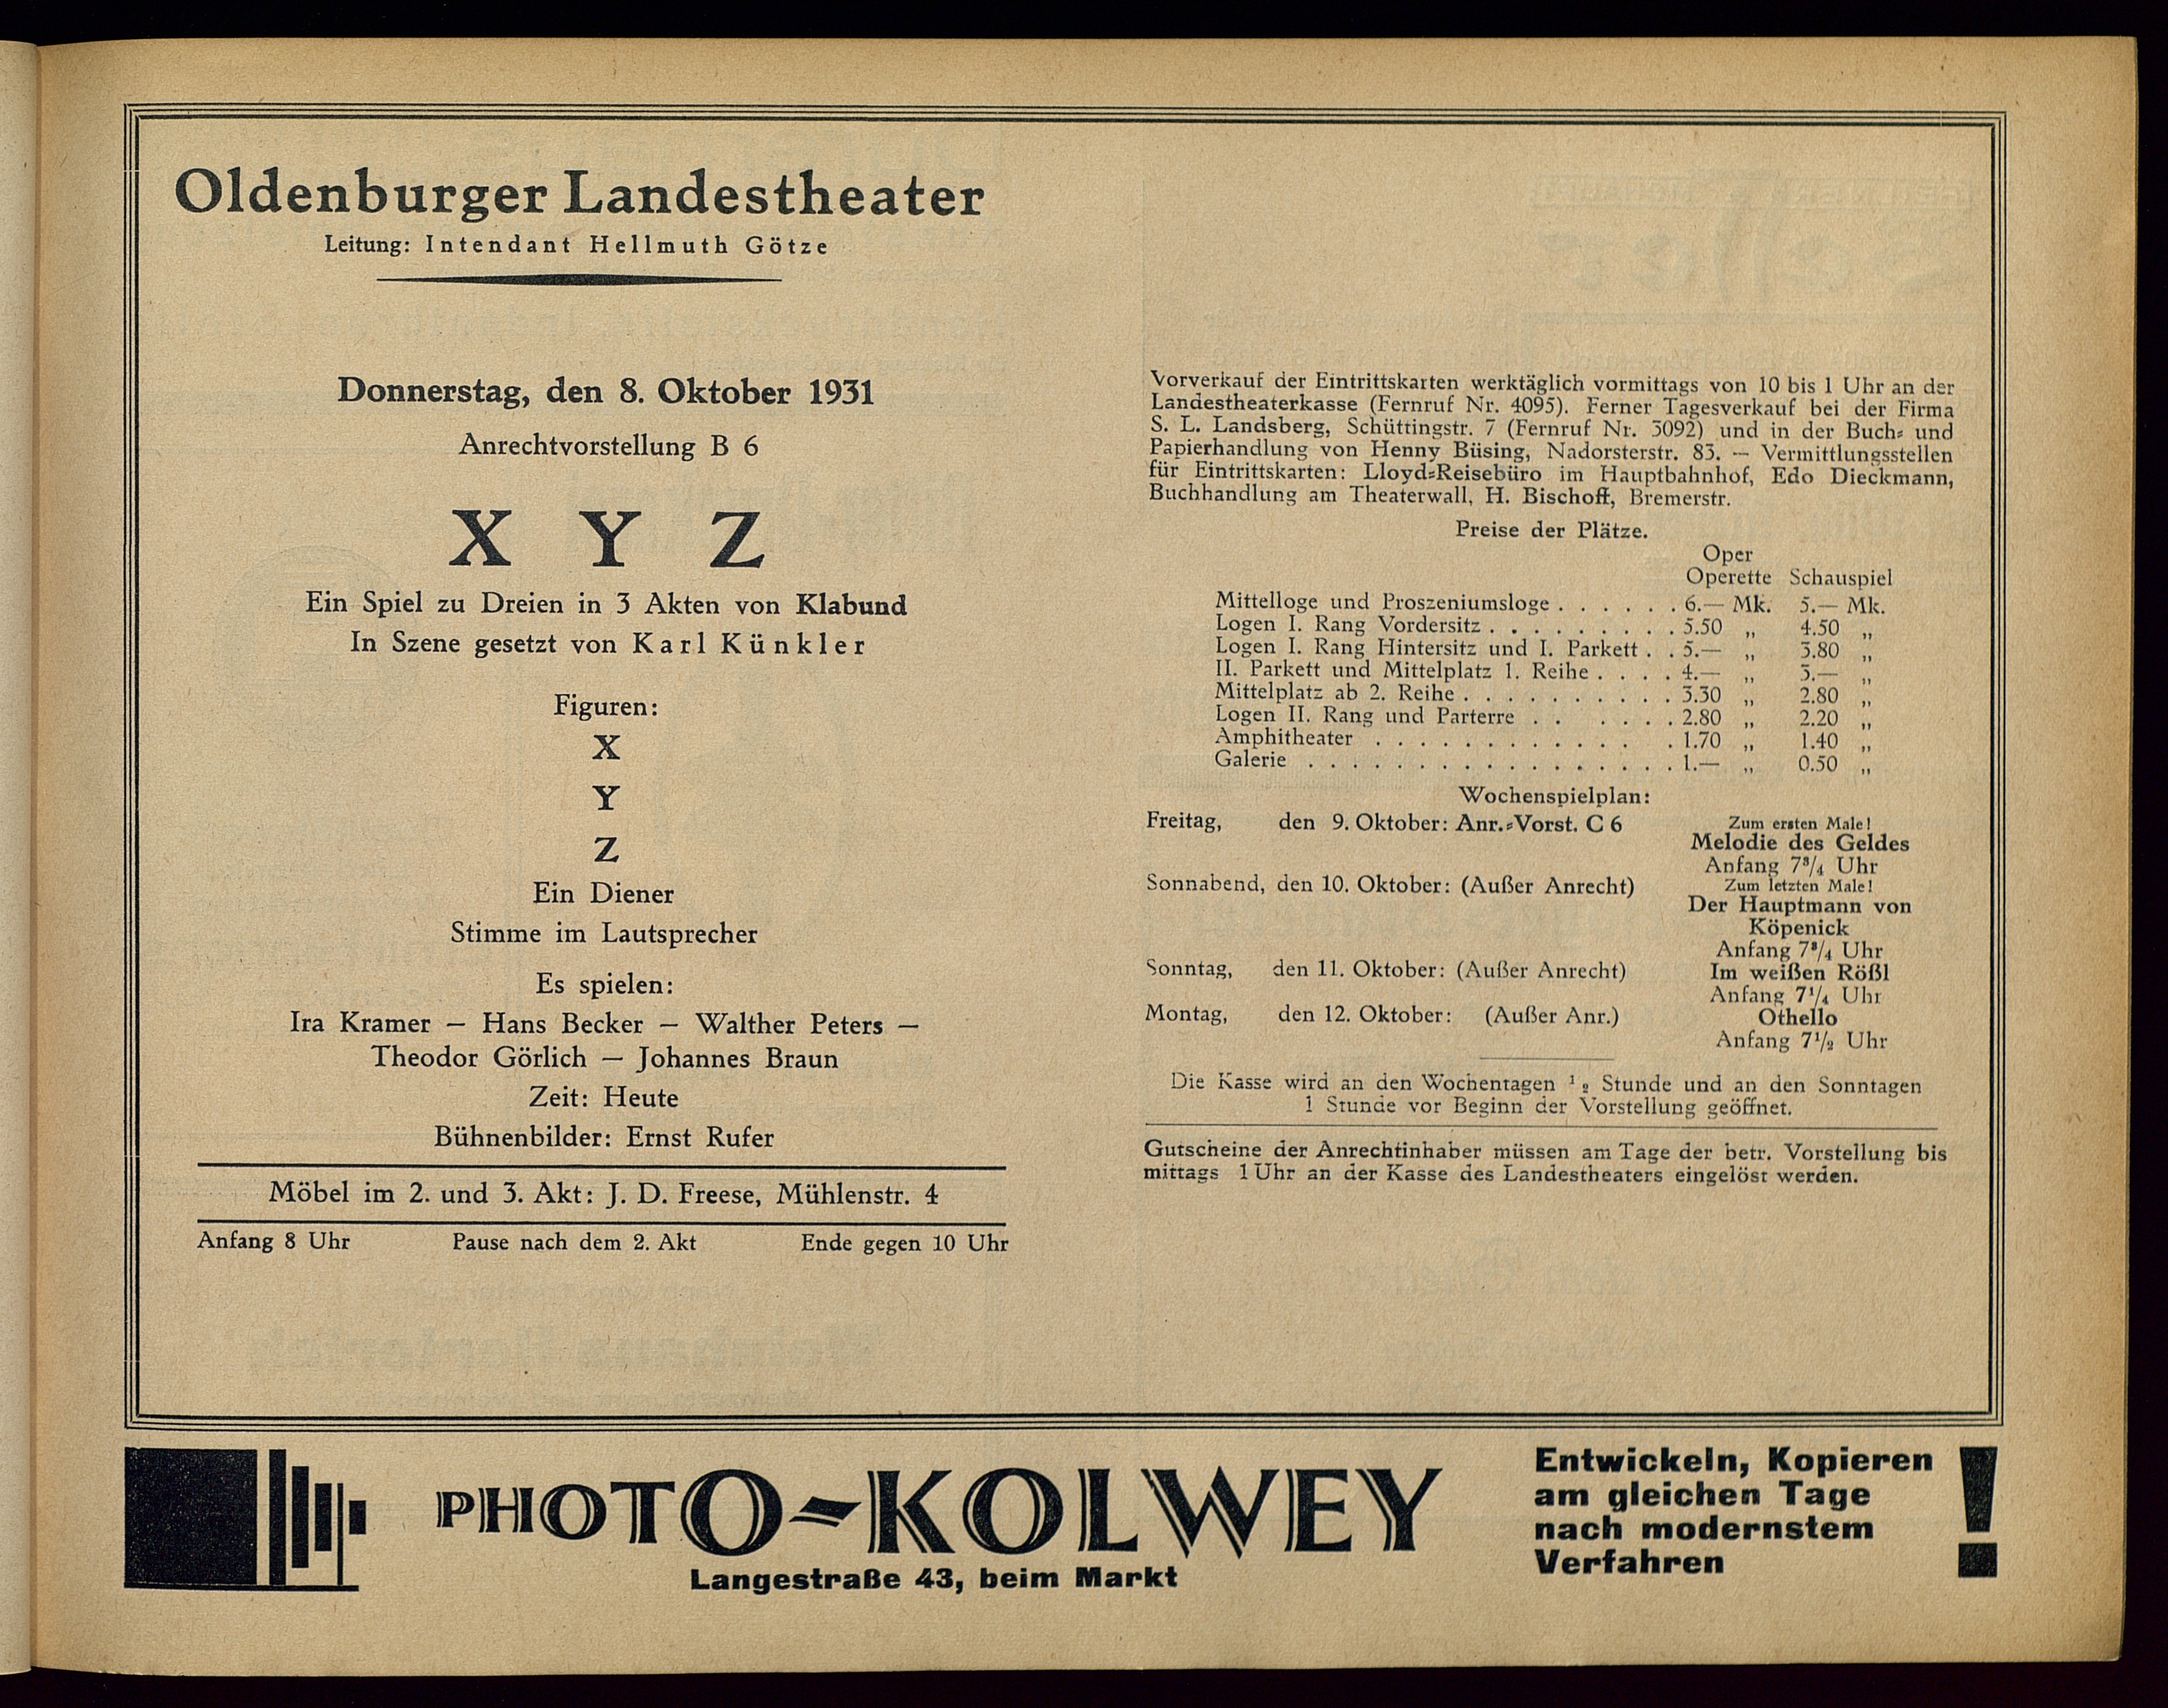 Oldenburger Landestheater
Leitung: Intendant Hellmuth Götze
Donnerstag, den 8. Oktober 1931
Anrechtvorstellung B 6
X Y Z
Ein Spiel zu Dreien in 3 Akten von Klabund
In Szene gesetzt von Karl Künkler
Figuren:
X
Y
Z
Ein Diener
Stimme im Lautsprecher
Es spielen:
Ira Kramer — Hans Becker — Walther Peters —
Theodor Görlich — Johannes Braun
Zeit: Heute
Bühnenbilder: Ernst Rufer
Möbel im 2. und 3. Akt: J. D. Freese, Mühlenstr. 4
Anfang 8 Uhr Pause nach dem 2. Akt Ende gegen 10 Uhr
Vorverkauf der Eintrittskarten werktäglich vormittags von 10 bis 1 Uhr an der
Landestheaterkasse (Fernruf Nr. 4095). Ferner Tagesverkauf bei der Firma
S. L. Landsberg, Schüttingstr. 7 (Fernruf Nr. 3092) und in der Buch- und
Papierhandlung von Henny Büsing, Nadorsterstr. 83. — Vermittlungsstellen
für Eintrittskarten: Lloyd-Reisebüro im Hauptbahnhof, Edo Dieckmann,
Buchhandlung am Theaterwall, H. Bischoff, Bremerstr.
Preise der Plätze.
Oper
Operette Schauspiel
Mittelloge und Proszeniumsloge . . . . . . 6.— Mk. 5.— Mk.
Logen I. Rang Vordersitz . . . . . . . . . 5.50 „ 4.50 „
Logen I. Rang Hintersitz und I. Parkett . . 5.— „ 3.80 „
II. Parkett und Mittelplatz 1. Reihe . . . . 4.— „ 3.— „
Mittelplatz ab 2. Reihe . . . . . . . . . . 3.30 „ 2.80 „
Logen II. Rang und Parterre . . . . . . 2.80 „ 2.20 „
Amphitheater . . . . . . . . . . 1.70 „ 1.40 „
Galerie . . . . . . . . . . . . . 1.— „ 0.50 „
Wochenspielplan:
Freitag, den 9. Oktober: Anr.-Vorst. C 6 Zum ersten Male!
Melodie des Geldes
Anfang 7³/₄ Uhr
Sonnabend, den 10. Oktober: (Außer Anrecht) Zum letzten Male!
Der Hauptmann von
Köpenick
Anfang 7³/₄ Uhr
Sonntag, den 11. Oktober: (Außer Anrecht) Im weißen Rößl
Anfang 7¹/₄ Uhr
Montag, den 12. Oktober: (Außer Anr.) Othello
Anfang 7¹/₂ Uhr
Die Kasse wird an den Wochentagen ¹/₂ Stunde und an den Sonntagen
1 Stunde vor Beginn der Vorstellung geöffnet.
Gutscheine der Anrechtinhaber müssen am Tage der betr. Vorstellung bis
mittags 1 Uhr an der Kasse des Landestheaters eingelöst werden.
PHOTO-KOLWEY
Langestraße 43, beim Markt
Entwickeln, Kopieren
am gleichen Tage
nach modernstem
Verfahren !